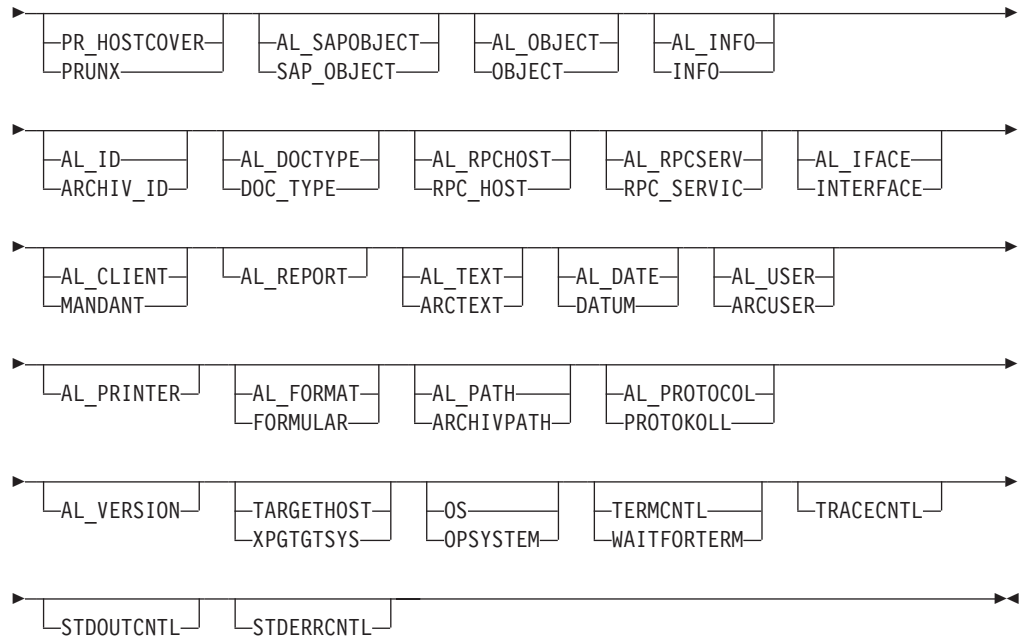 PR_HOSTCOVER AL_SAPOBJECT AL_OBJECT AL_INFO
PRUNX SAP_OBJECT OBJECT INFO
AL_ID AL_DOCTYPE AL_RPCHOST AL_RPCSERV AL_IFACE
ARCHIV_ID DOC_TYPE RPC_HOST RPC_SERVIC INTERFACE
AL_CLIENT AL_REPORT AL_TEXT AL_DATE AL_USER
MANDANT ARCTEXT DATUM ARCUSER
AL_PRINTER AL_FORMAT AL_PATH AL_PROTOCOL
FORMULAR ARCHIVPATH PROTOKOLL
AL_VERSION TARGETHOST OS TERMCNTL TRACECNTL
XPGTGTSYS OPSYSTEM WAITFORTERM
STDOUTCNTL STDERRCNTL